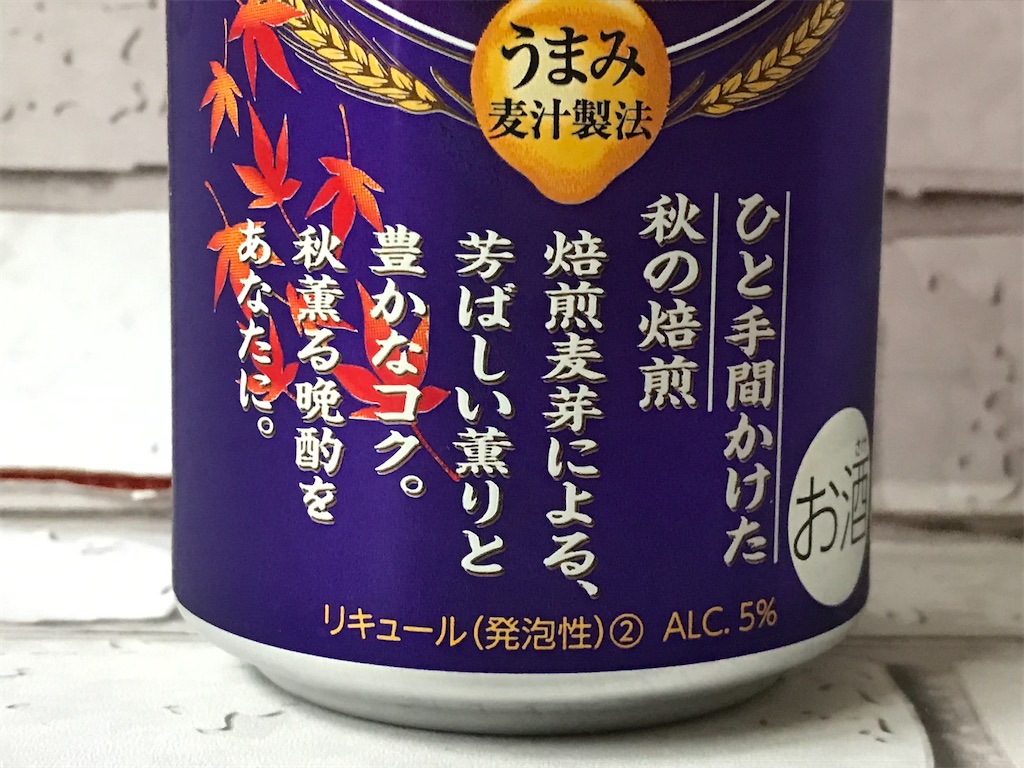 うまみ
麦汁製法
ひと手間かけた
秋の焙煎
焙煎麦芽による、
芳ばしい薫りと
豊かなコク。
秋薫る晩酌を
あなたに。
お酒
リキュール(発泡性)② ALC. 5%